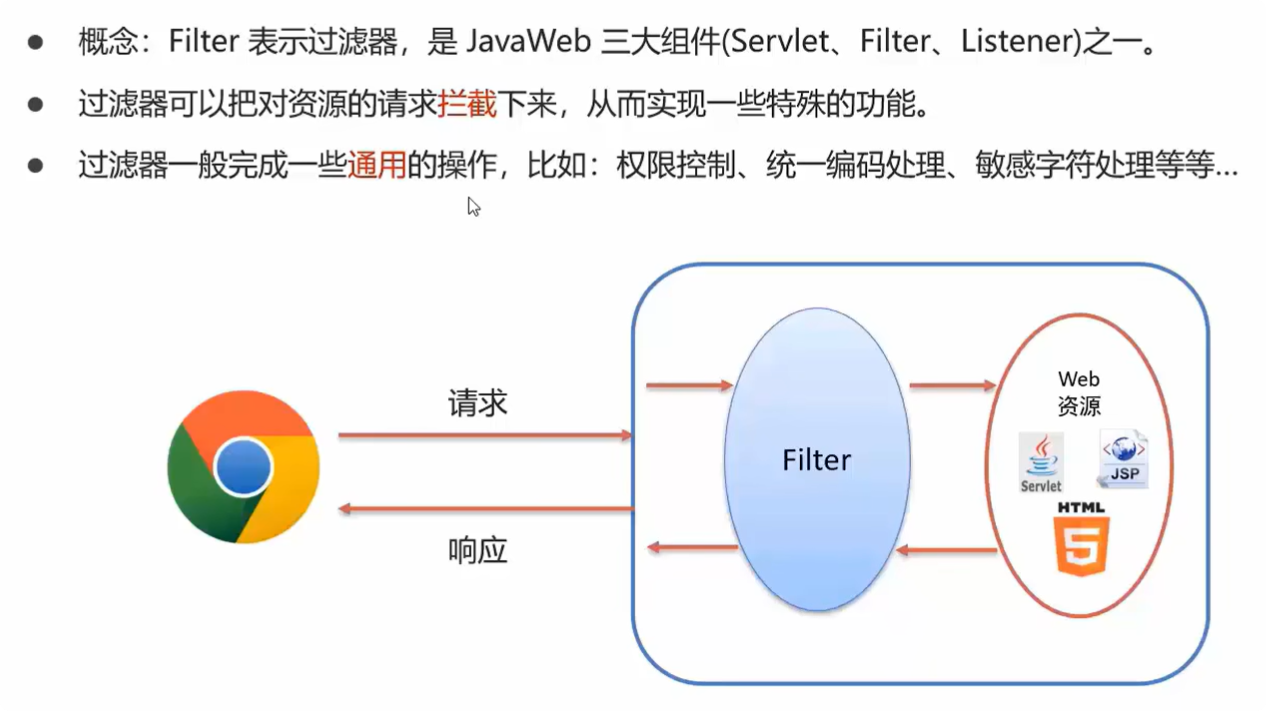 ● 概念：Filter 表示过滤器，是 JavaWeb 三大组件(Servlet、Filter、Listener)之一。
● 过滤器可以把对资源的请求拦截下来，从而实现一些特殊的功能。
● 过滤器一般完成一些通用的操作，比如：权限控制、统一编码处理、敏感字符处理等等...
请求
响应
Filter
Web
资源
Servlet
JSP
HTML
5